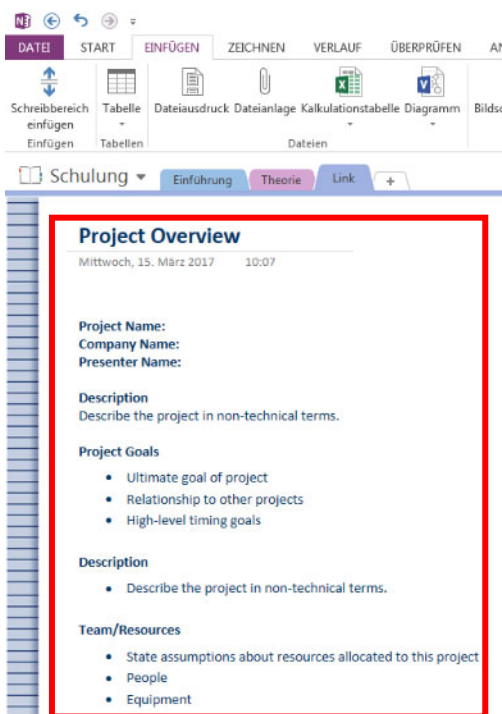 DATEI START EINFÜGEN ZEICHNEN VERLAUF ÜBERPRÜFEN
Schreibbereich einfügen Tabelle Dateiausdruck Dateianlage Kalkulationstabelle Diagramm
Einfügen Tabellen Dateien
Schulung Einführung Theorie Link +
Project Overview
Mittwoch, 15. März 2017 10:07
Project Name:
Company Name:
Presenter Name:
Description
Describe the project in non-technical terms.
Project Goals
• Ultimate goal of project
• Relationship to other projects
• High-level timing goals
Description
• Describe the project in non-technical terms.
Team/Resources
• State assumptions about resources allocated to this project
• People
• Equipment